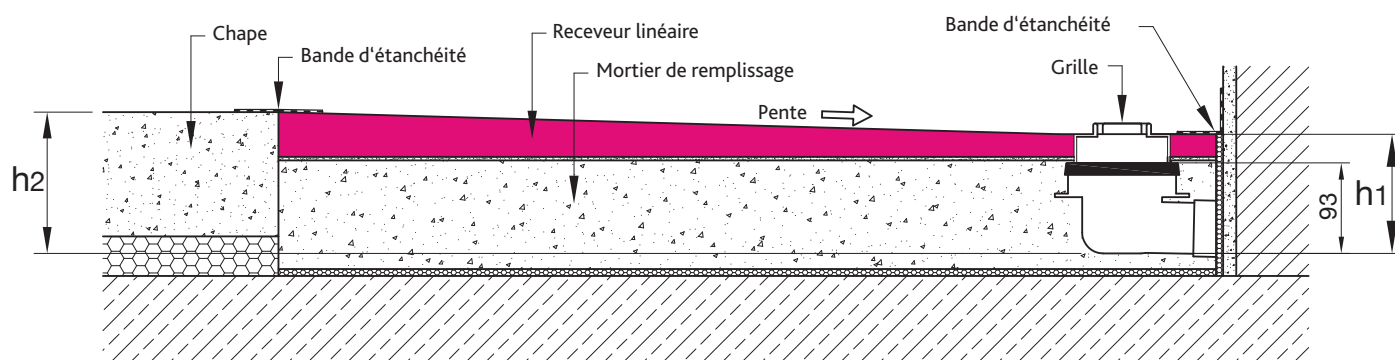 Chape
Bande d'étanchéité
Receveur linéaire
Mortier de remplissage
Pente
Bande d'étanchéité
Grille
h2
93
h1